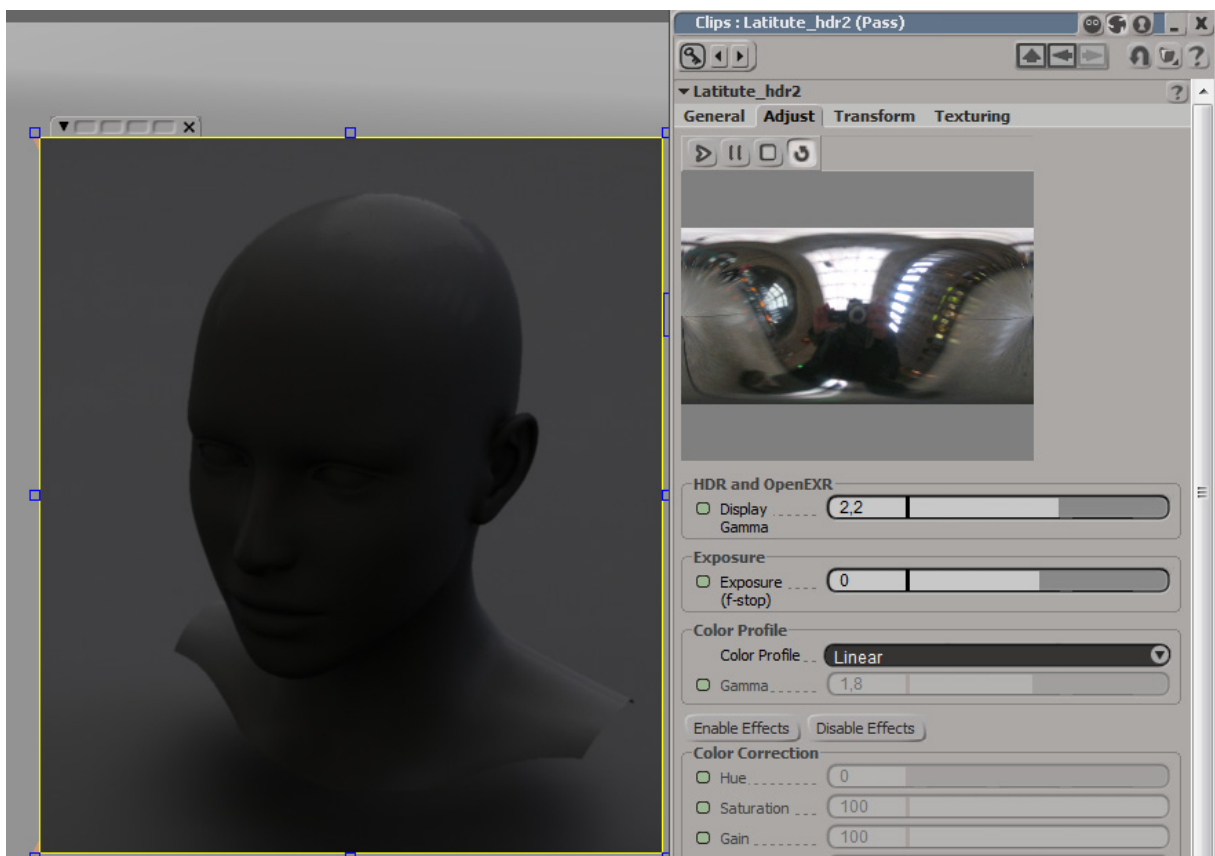 Clips : Latitute_hdr2 (Pass)
Latitute_hdr2
General Adjust Transform Texturing
HDR and OpenEXR
Display 2,2
Gamma
Exposure
Exposure 0
(f-stop)
Color Profile
Color Profile Linear
Gamma 1,8
Enable Effects Disable Effects
Color Correction
Hue 0
Saturation 100
Gain 100